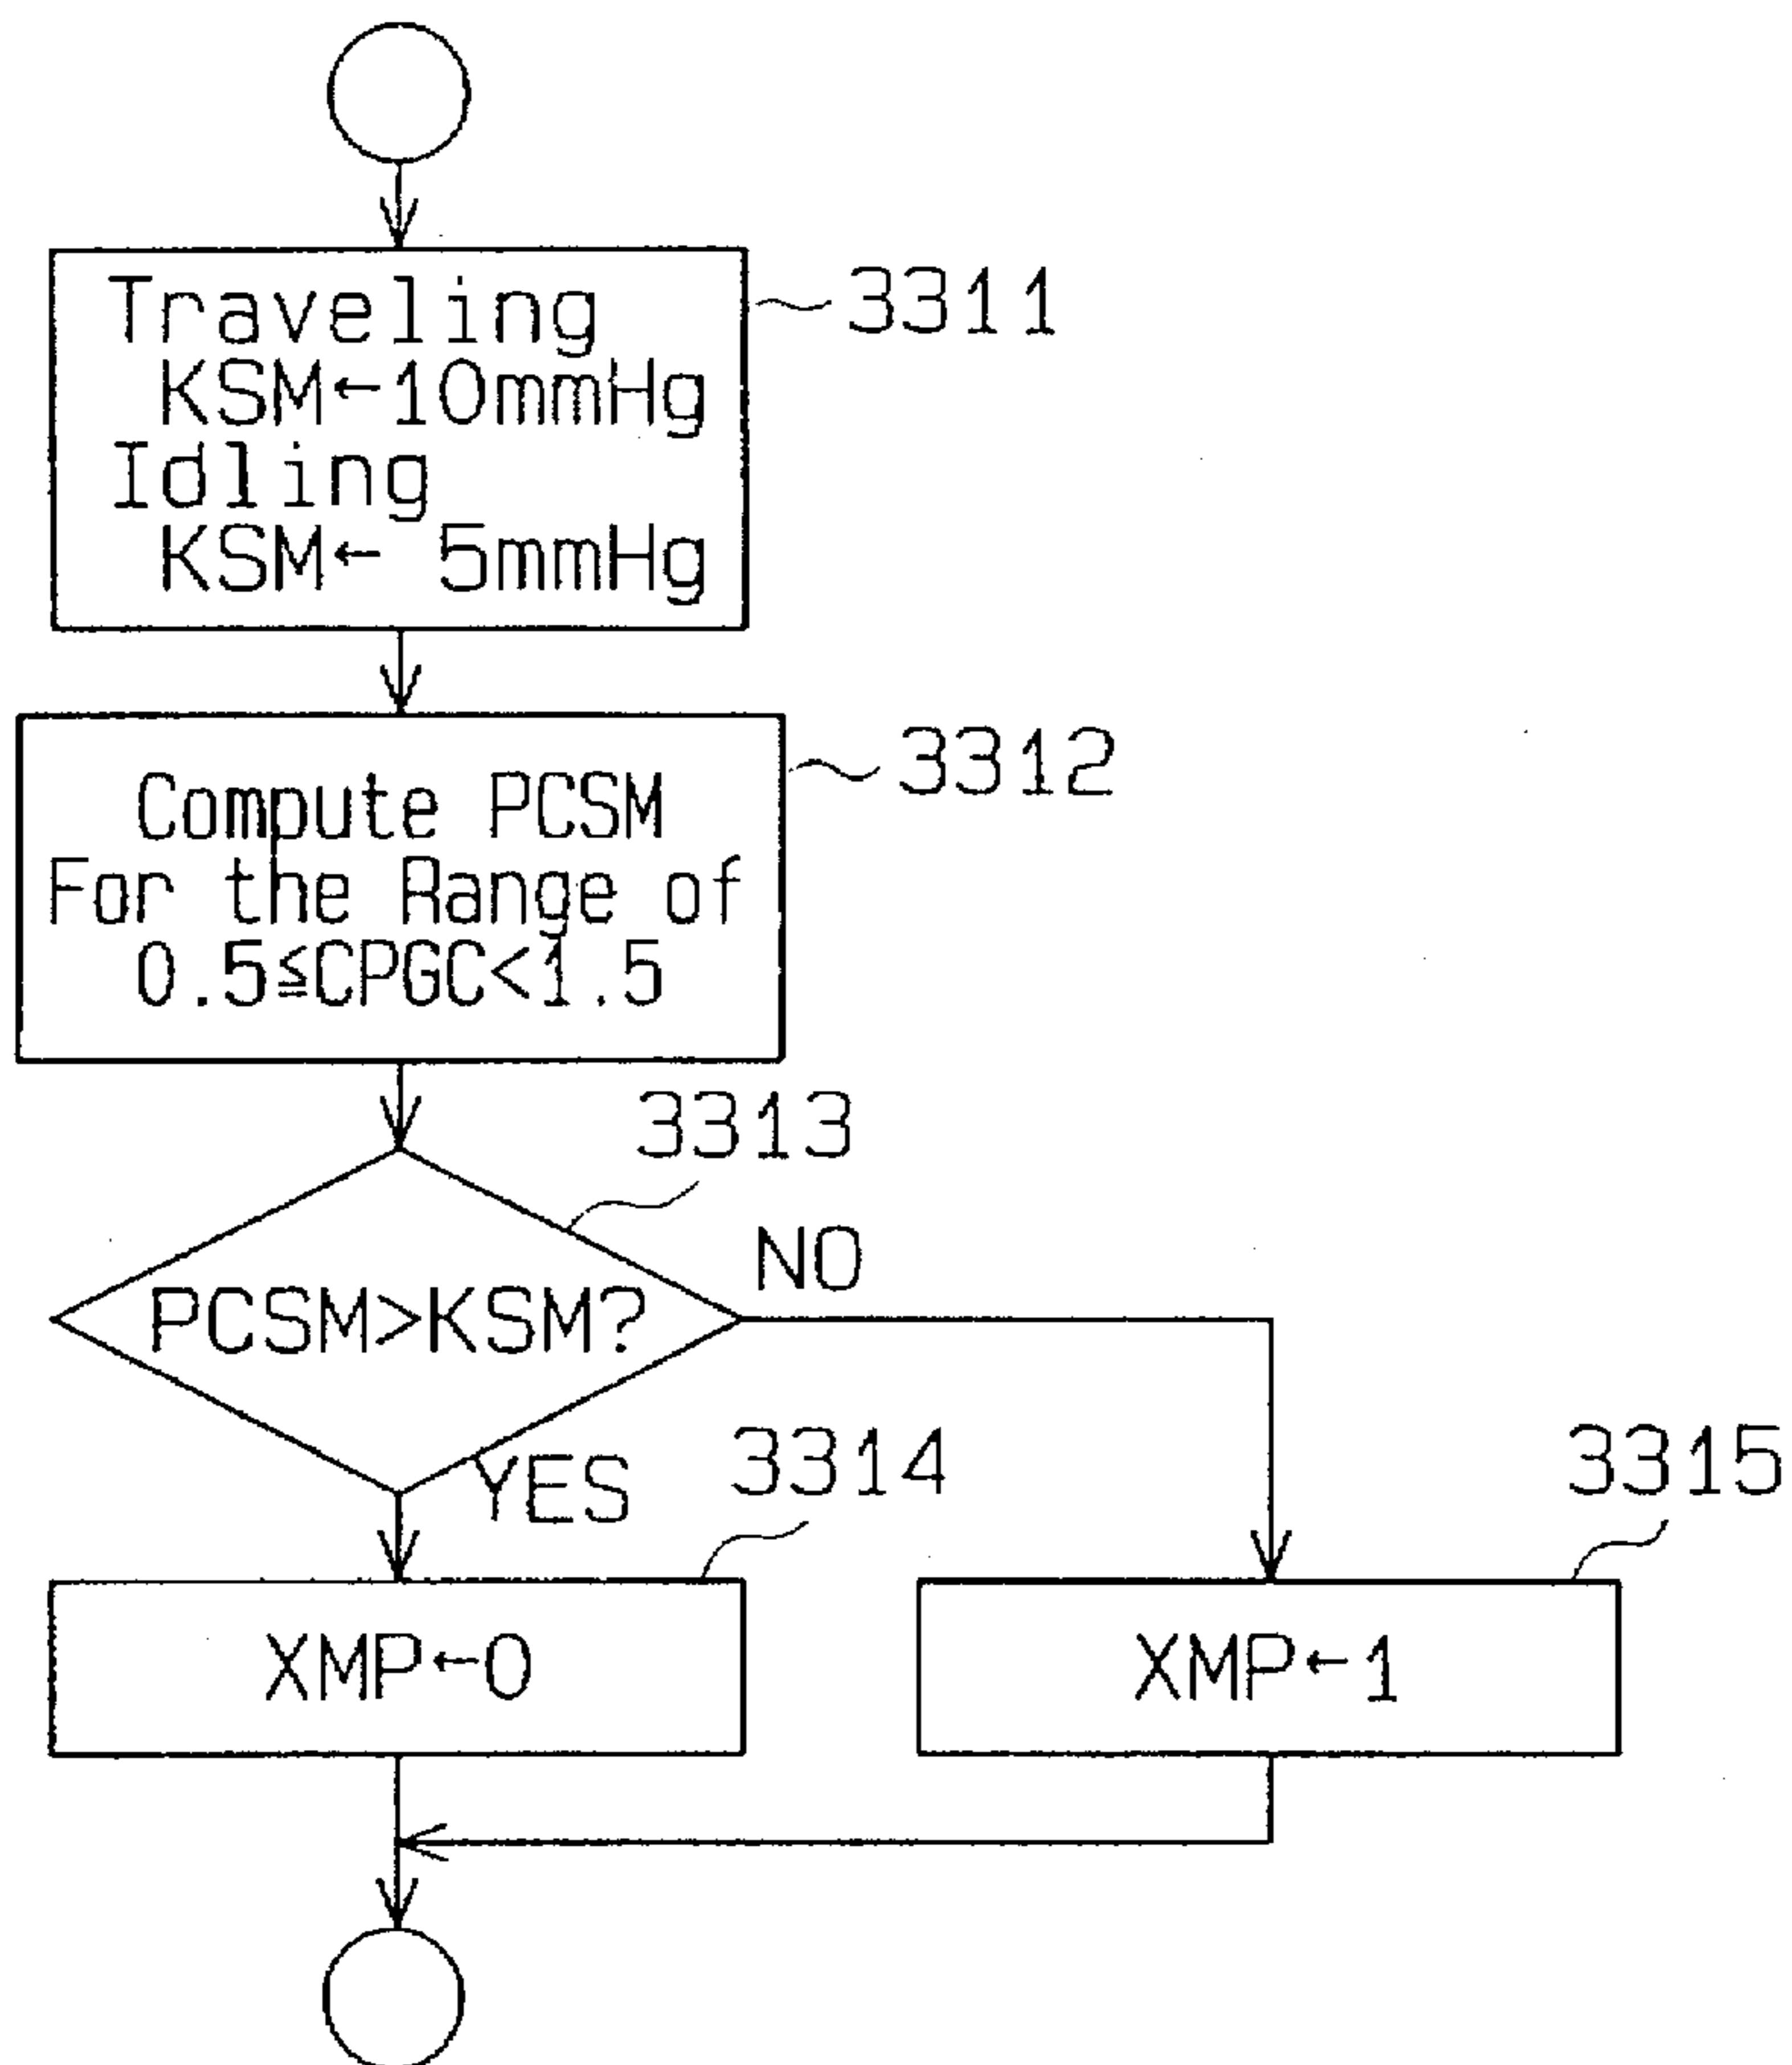 Traveling
KSM←10mmHg
Idling
KSM← 5mmHg
3311
Compute PCSM
For the Range of
0.5≦CPGC<1.5
3312
3313
PCSM>KSM?
NO
YES
3314
XMP←0
3315
XMP←1